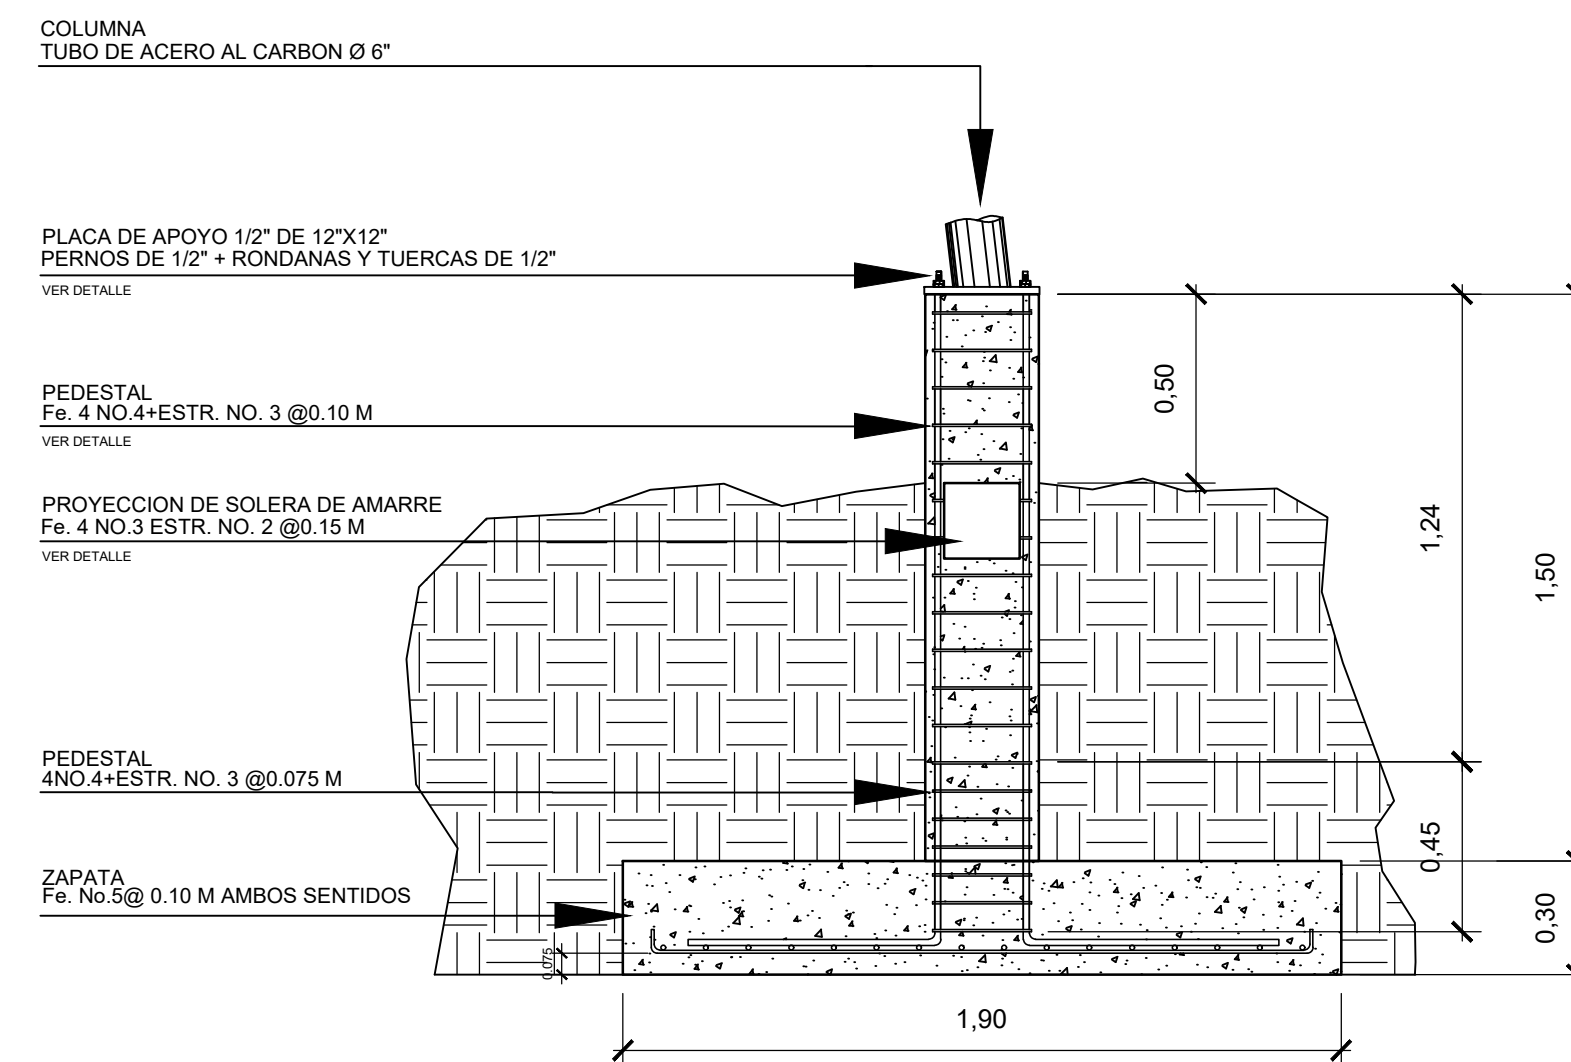 COLUMNA
TUBO DE ACERO AL CARBON Ø 6"
PLACA DE APOYO 1/2" DE 12"X12"
PERNOS DE 1/2" + RONDANAS Y TUERCAS DE 1/2"
VER DETALLE
PEDESTAL
Fe. 4 NO.4+ESTR. NO. 3 @0.10 M
VER DETALLE
PROYECCION DE SOLERA DE AMARRE
Fe. 4 NO.3 ESTR. NO. 2 @0.15 M
VER DETALLE
PEDESTAL
4NO.4+ESTR. NO. 3 @0.075 M
ZAPATA
Fe. No.5@ 0.10 M AMBOS SENTIDOS
0.075
0,50
1,24
1,50
0,45
0,30
1,90